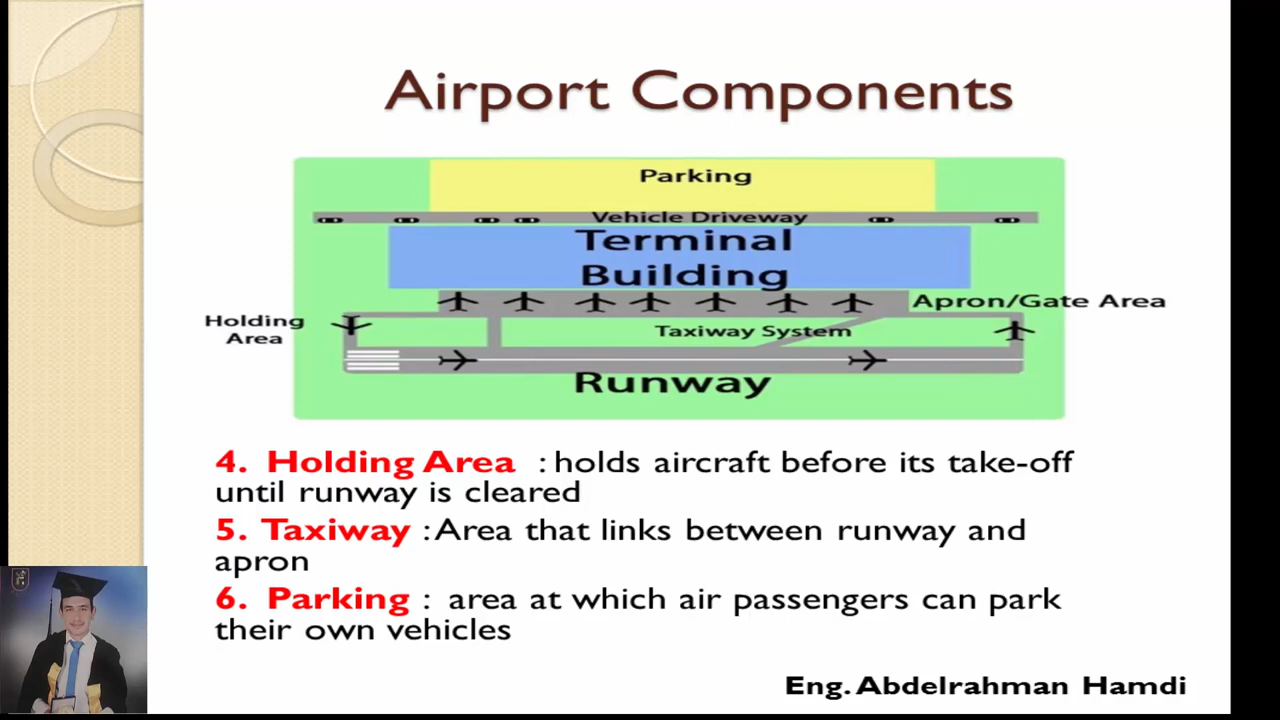 Airport Components
Parking
Vehicle Driveway
Terminal
Building
Apron/Gate Area
Holding
Area
Taxiway System
Runway
4. Holding Area : holds aircraft before its take-off
until runway is cleared
5. Taxiway : Area that links between runway and
apron
6. Parking : area at which air passengers can park
their own vehicles
Eng. Abdelrahman Hamdi